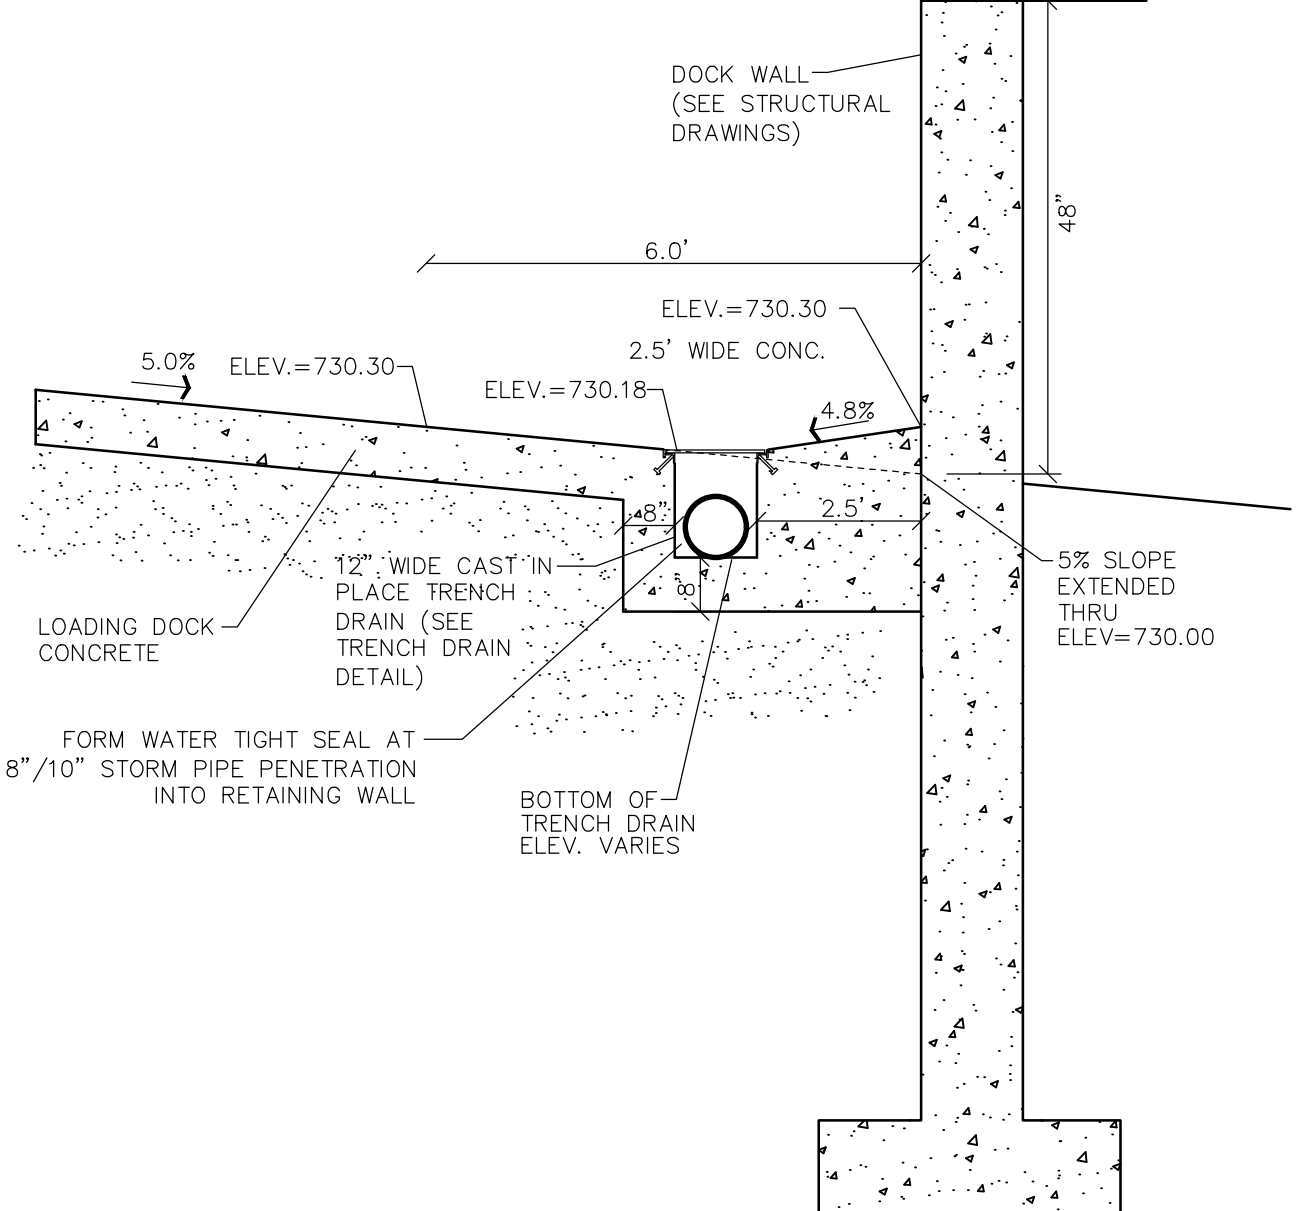 DOCK WALL
(SEE STRUCTURAL
DRAWINGS)
48"
6.0'
ELEV.=730.30
2.5' WIDE CONC.
5.0%
ELEV.=730.30
ELEV.=730.18
4.8%
8"
2.5'
8"
12" WIDE CAST IN
PLACE TRENCH
DRAIN (SEE
TRENCH DRAIN
DETAIL)
5% SLOPE
EXTENDED
THRU
ELEV=730.00
LOADING DOCK
CONCRETE
FORM WATER TIGHT SEAL AT
8"/10" STORM PIPE PENETRATION
INTO RETAINING WALL
BOTTOM OF
TRENCH DRAIN
ELEV. VARIES